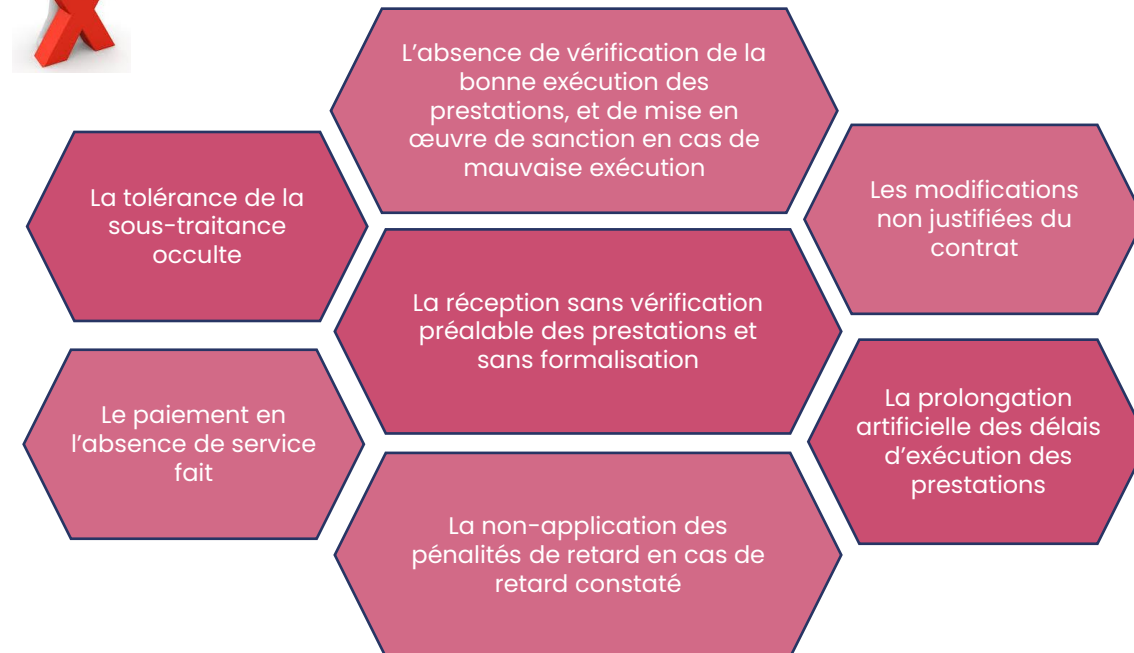 L’absence de vérification de la
bonne exécution des
prestations, et de mise en
œuvre de sanction en cas de
mauvaise exécution
La tolérance de la
sous-traitance
occulte
Les modifications
non justifiées du
contrat
La réception sans vérification
préalable des prestations et
sans formalisation
Le paiement en
l’absence de service
fait
La prolongation
artificielle des délais
d’exécution des
prestations
La non-application des
pénalités de retard en cas de
retard constaté